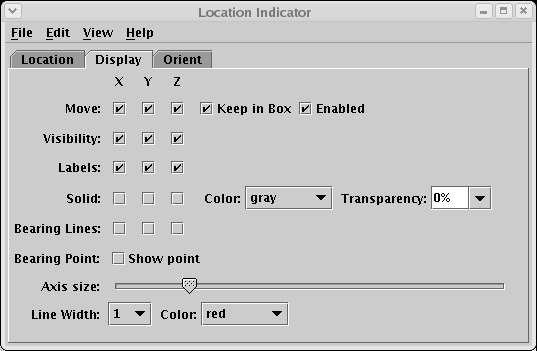 Location Indicator
File Edit View Help
Location Display Orient
X Y Z
Move: Keep in Box Enabled
Visibility:
Labels:
Solid: Color: gray Transparency: 0%
Bearing Lines:
Bearing Point: Show point
Axis size:
Line Width: 1 Color: red